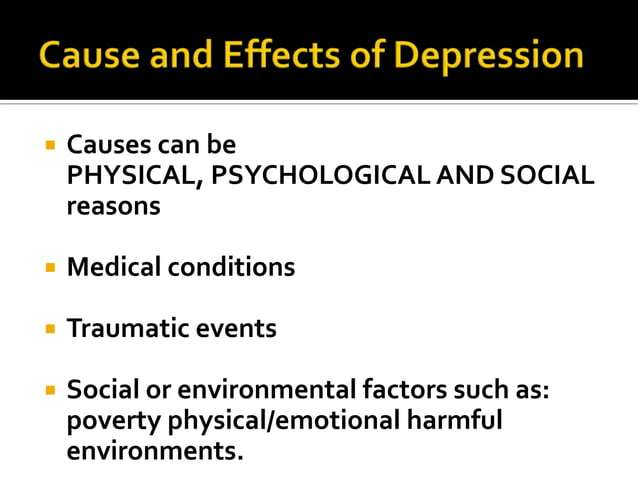 Cause and Effects of Depression
Causes can be
PHYSICAL, PSYCHOLOGICAL AND SOCIAL
reasons
Medical conditions
Traumatic events
Social or environmental factors such as:
poverty physical/emotional harmful
environments.